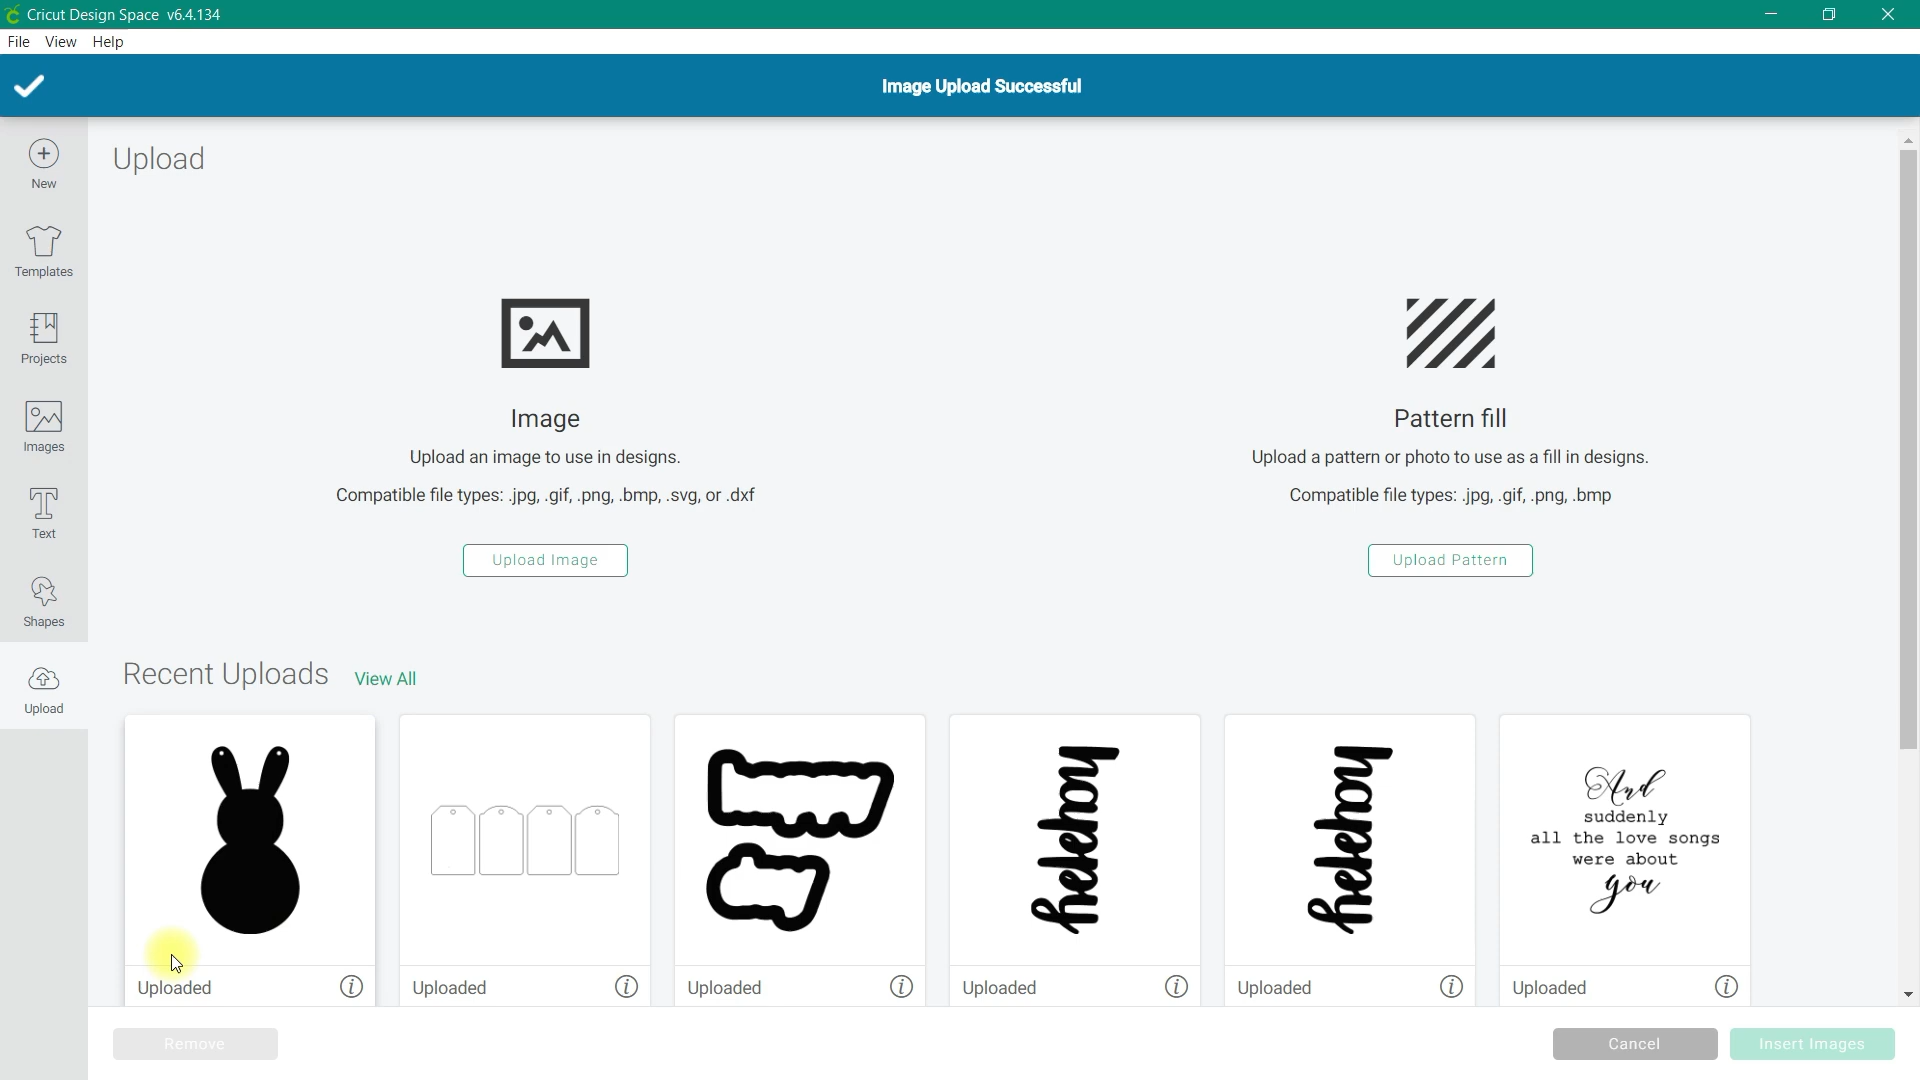 Cricut Design Space v6.4.134
File View Help
Image Upload Successful
New
Templates
Projects
Images
Text
Shapes
Upload
Upload
Image
Upload an image to use in designs.
Compatible file types: .jpg, .gif, .png, .bmp, .svg, or .dxf
Upload Image
Pattern fill
Upload a pattern or photo to use as a fill in designs.
Compatible file types: .jpg, .gif, .png, .bmp
Upload Pattern
Recent Uploads View All
And
suddenly
all the love songs
were about
you
Uploaded
Uploaded
Uploaded
Uploaded
Uploaded
Uploaded
Remove
Cancel
Insert Images